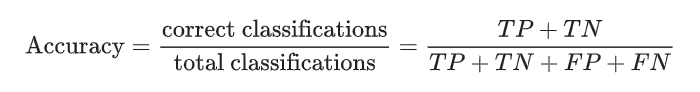 Accuracy = correct classifications / total classifications = TP + TN / TP + TN + FP + FN